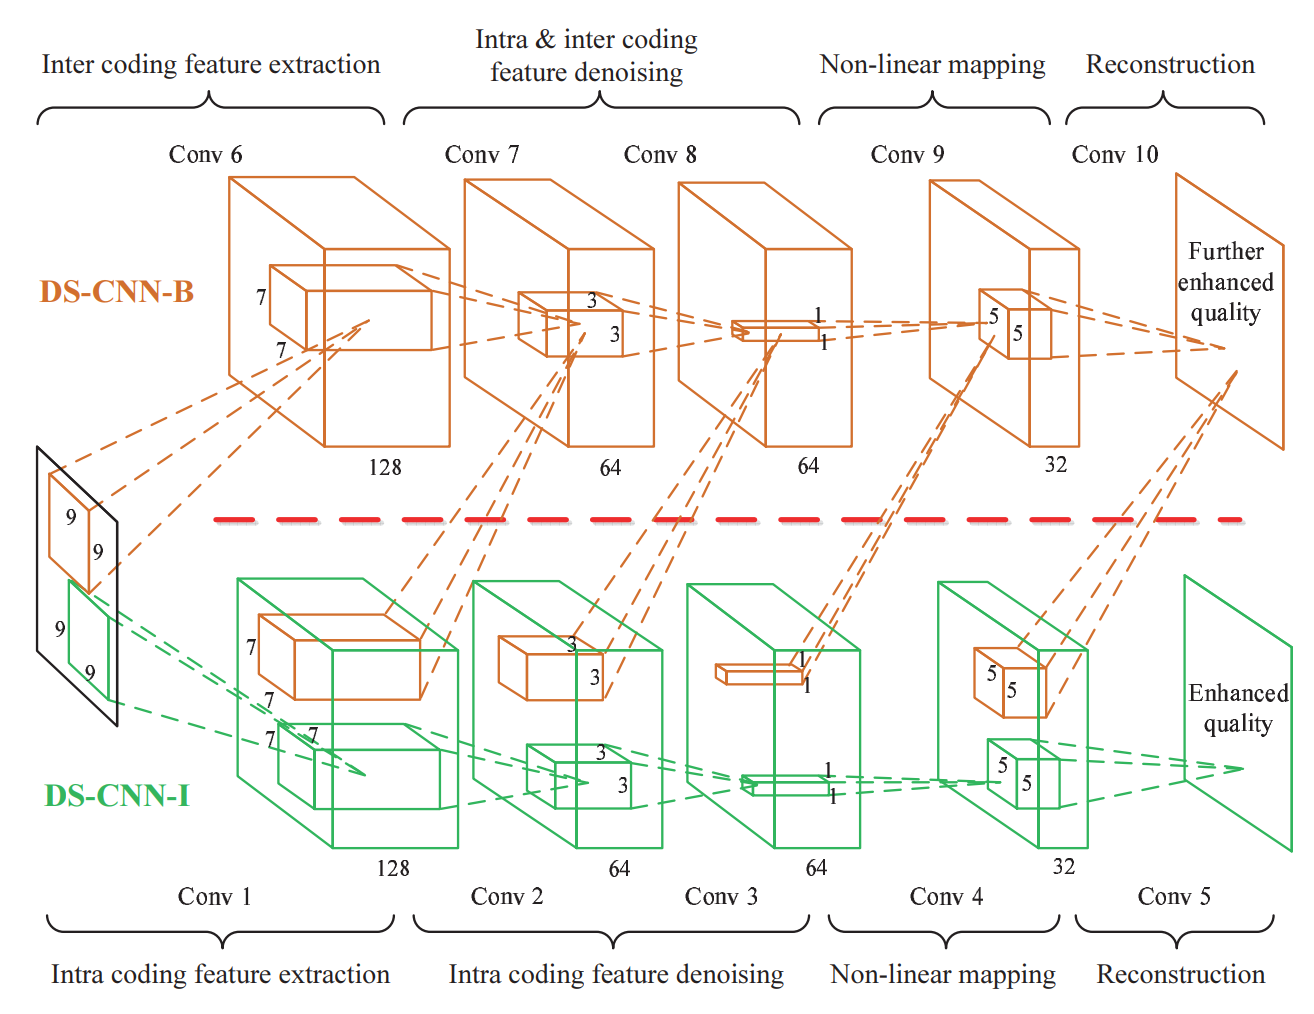 Intra & inter coding
feature denoising
Inter coding feature extraction
Non-linear mapping
Reconstruction
Conv 6
Conv 7
Conv 8
Conv 9
Conv 10
DS-CNN-B
7
7
3
3
1
1
5
5
Further
enhanced
quality
128
64
64
32
9
9
9
9
7
7
3
3
1
1
5
5
7
7
3
3
1
1
5
5
Enhanced
quality
DS-CNN-I
128
64
64
32
Conv 1
Conv 2
Conv 3
Conv 4
Conv 5
Intra coding feature extraction
Intra coding feature denoising
Non-linear mapping
Reconstruction